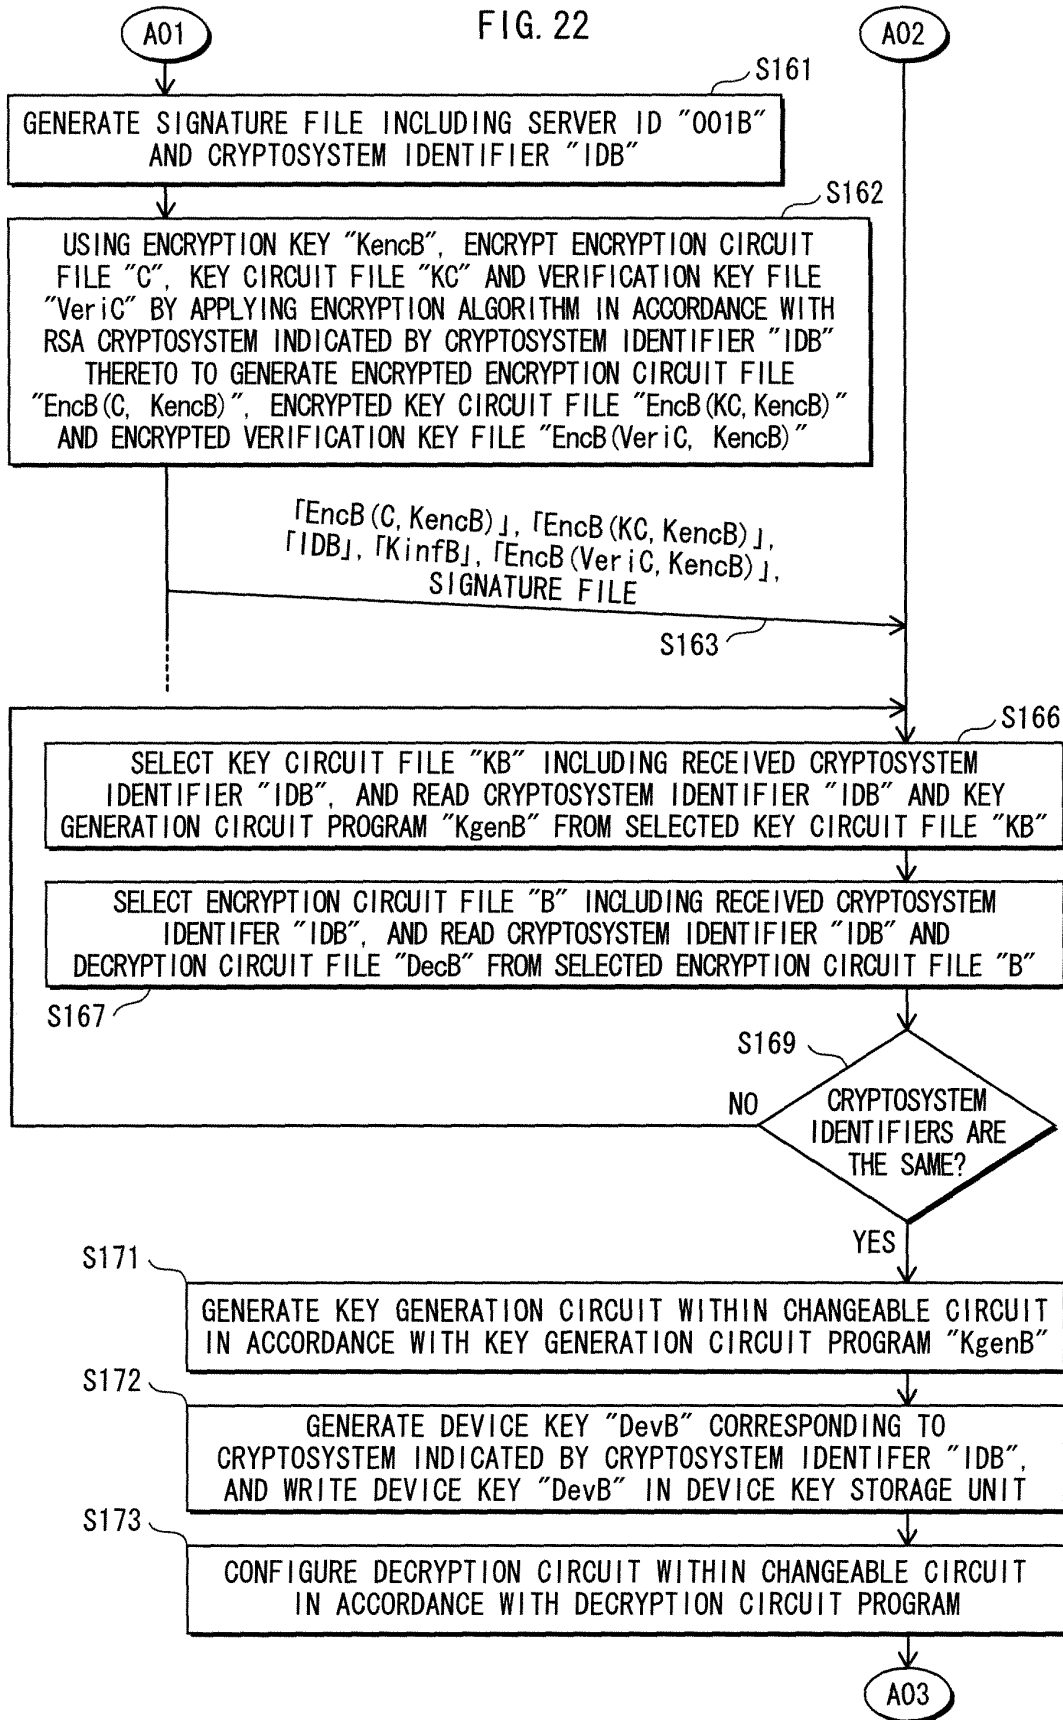 FIG. 22
A01
A02
S161
GENERATE SIGNATURE FILE INCLUDING SERVER ID "001B"
AND CRYPTOSYSTEM IDENTIFIER "IDB"
S162
USING ENCRYPTION KEY "KencB", ENCRYPT ENCRYPTION CIRCUIT
FILE "C", KEY CIRCUIT FILE "KC" AND VERIFICATION KEY FILE
"VeriC" BY APPLYING ENCRYPTION ALGORITHM IN ACCORDANCE WITH
RSA CRYPTOSYSTEM INDICATED BY CRYPTOSYSTEM IDENTIFIER "IDB"
THERETO TO GENERATE ENCRYPTED ENCRYPTION CIRCUIT FILE
"EncB(C, KencB)", ENCRYPTED KEY CIRCUIT FILE "EncB(KC,KencB)"
AND ENCRYPTED VERIFICATION KEY FILE "EncB(VeriC, KencB)"
「EncB(C,KencB)」,「EncB(KC,KencB)」,
「IDB」,「KinfB」,「EncB(VeriC,KencB)」,
SIGNATURE FILE
S163
S166
SELECT KEY CIRCUIT FILE "KB" INCLUDING RECEIVED CRYPTOSYSTEM
IDENTIFIER "IDB", AND READ CRYPTOSYSTEM IDENTIFIER "IDB" AND KEY
GENERATION CIRCUIT PROGRAM "KgenB" FROM SELECTED KEY CIRCUIT FILE "KB"
SELECT ENCRYPTION CIRCUIT FILE "B" INCLUDING RECEIVED CRYPTOSYSTEM
IDENTIFER "IDB", AND READ CRYPTOSYSTEM IDENTIFIER "IDB" AND
DECRYPTION CIRCUIT FILE "DecB" FROM SELECTED ENCRYPTION CIRCUIT FILE "B"
S167
S169
NO
CRYPTOSYSTEM
IDENTIFIERS ARE
THE SAME?
YES
S171
GENERATE KEY GENERATION CIRCUIT WITHIN CHANGEABLE CIRCUIT
IN ACCORDANCE WITH KEY GENERATION CIRCUIT PROGRAM "KgenB"
S172
GENERATE DEVICE KEY "DevB" CORRESPONDING TO
CRYPTOSYSTEM INDICATED BY CRYPTOSYSTEM IDENTIFER "IDB",
AND WRITE DEVICE KEY "DevB" IN DEVICE KEY STORAGE UNIT
S173
CONFIGURE DECRYPTION CIRCUIT WITHIN CHANGEABLE CIRCUIT
IN ACCORDANCE WITH DECRYPTION CIRCUIT PROGRAM
A03